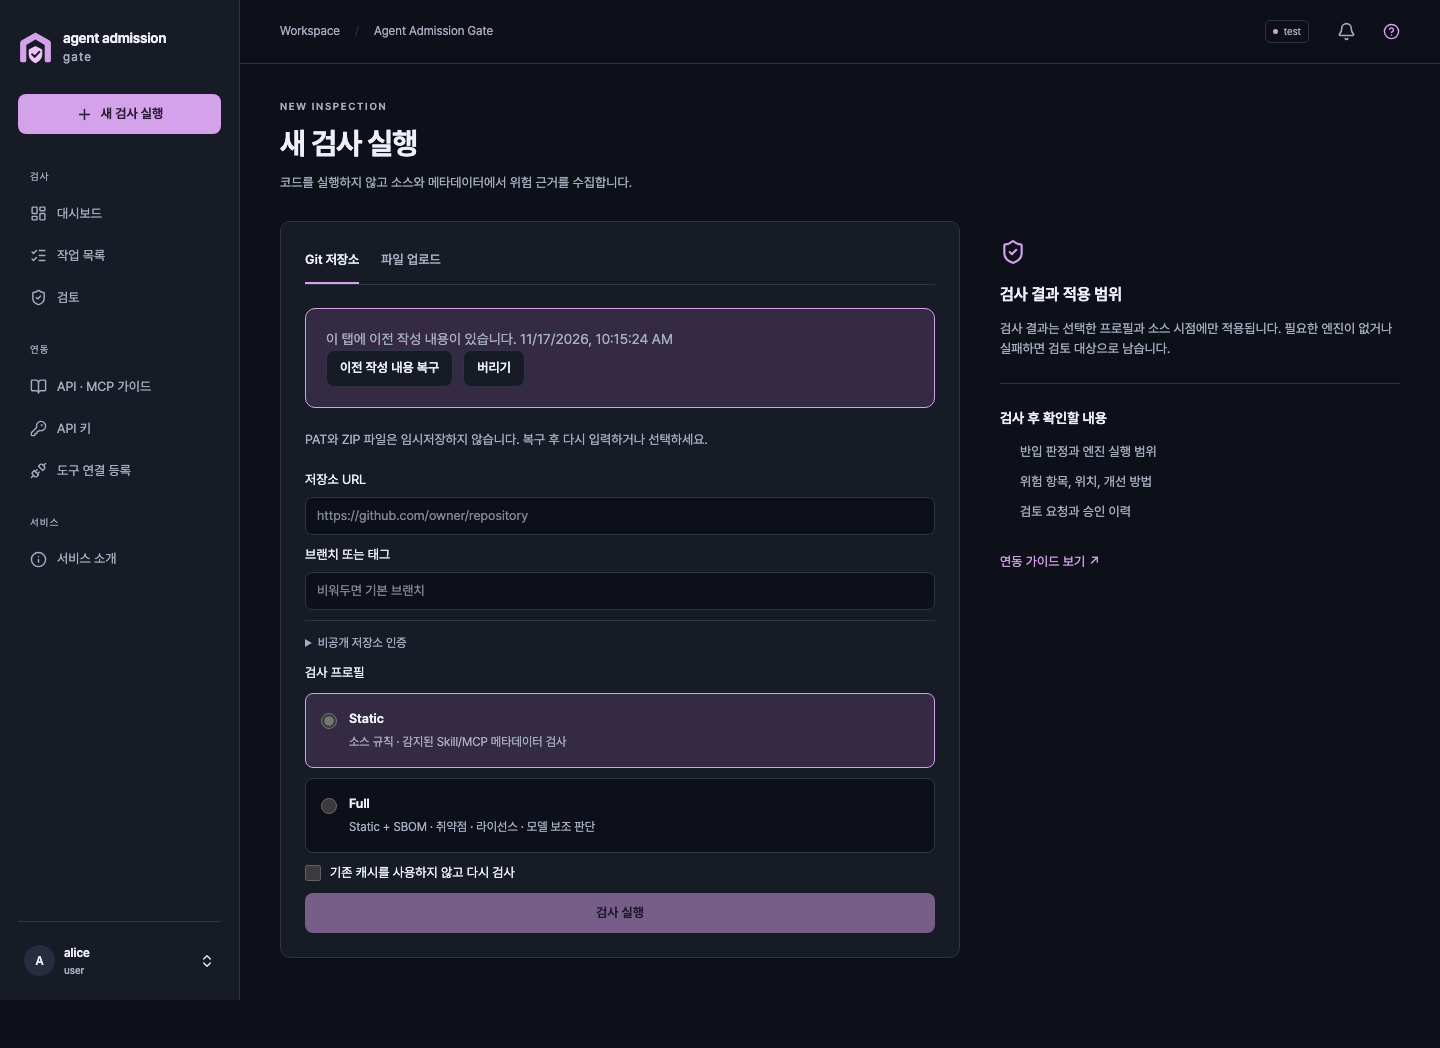 agent admission
gate
새 검사 실행
검사
대시보드
작업 목록
검토
연동
API · MCP 가이드
API 키
도구 연결 등록
서비스
서비스 소개
A
alice
user
Workspace / Agent Admission Gate
test
NEW INSPECTION
새 검사 실행
코드를 실행하지 않고 소스와 메타데이터에서 위험 근거를 수집합니다.
Git 저장소
파일 업로드
이 탭에 이전 작성 내용이 있습니다. 11/17/2026, 10:15:24 AM
이전 작성 내용 복구
버리기
PAT와 ZIP 파일은 임시저장하지 않습니다. 복구 후 다시 입력하거나 선택하세요.
저장소 URL
https://github.com/owner/repository
브랜치 또는 태그
비워두면 기본 브랜치
비공개 저장소 인증
검사 프로필
Static
소스 규칙 · 감지된 Skill/MCP 메타데이터 검사
Full
Static + SBOM · 취약점 · 라이선스 · 모델 보조 판단
기존 캐시를 사용하지 않고 다시 검사
검사 실행
검사 결과 적용 범위
검사 결과는 선택한 프로필과 소스 시점에만 적용됩니다. 필요한 엔진이 없거나
실패하면 검토 대상으로 남습니다.
검사 후 확인할 내용
반입 판정과 엔진 실행 범위
위험 항목, 위치, 개선 방법
검토 요청과 승인 이력
연동 가이드 보기 ↗